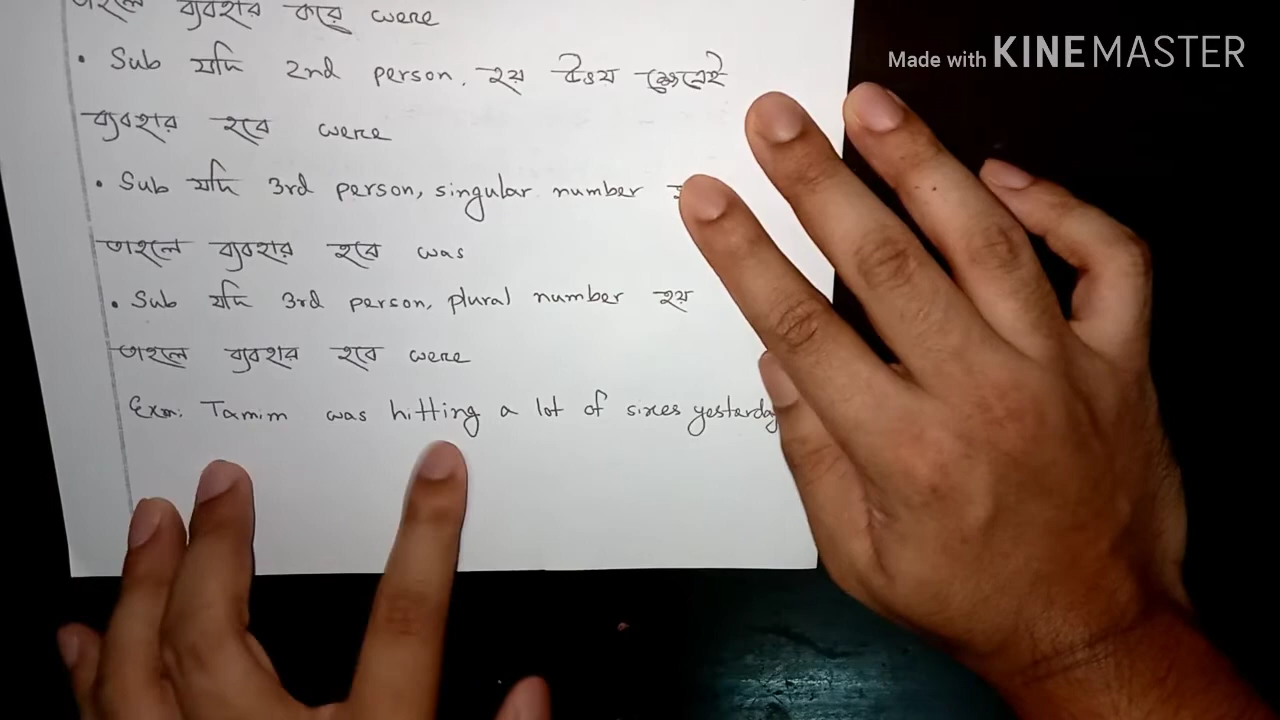 তাহলে ব্যবহার করে were
Made with KINEMASTER
• Sub যদি 2nd person, হয় উভয় ক্ষেত্রেই
ব্যবহার হবে were
• Sub যদি 3rd person, singular number
তাহলে ব্যবহার হবে was
• Sub যদি 3rd person, plural number হয়
তাহলে ব্যবহার হবে were
Exm: Tamim was hitting a lot of sixes yesterday